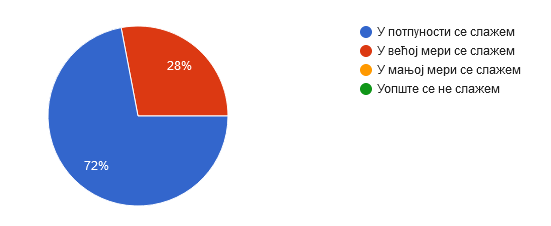 28%
72%
У потпуности се слажем
У већој мери се слажем
У мањој мери се слажем
Уопште се не слажем